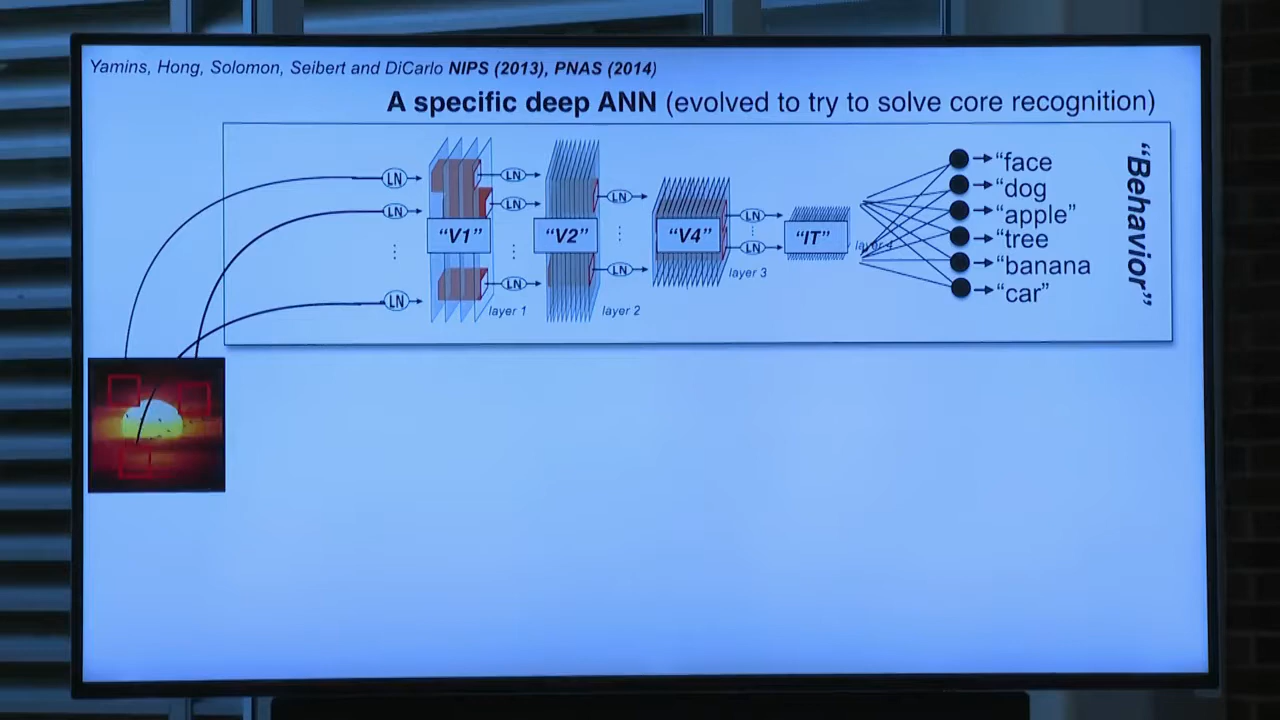 Yamins, Hong, Solomon, Seibert and DiCarlo NIPS (2013), PNAS (2014)
A specific deep ANN (evolved to try to solve core recognition)
LN LN LN
LN LN LN
LN LN LN LN
"V1" "V2" "V4" "IT"
layer 1 layer 2 layer 3 layer 4
"face
"dog
"apple"
"tree
"banana
"car"
"Behavior"